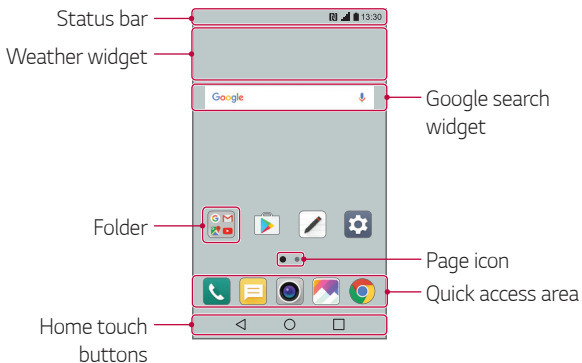 Status bar
13:30
Weather widget
Google
Google search
widget
Folder
G M
Page icon
Quick access area
Home touch
buttons